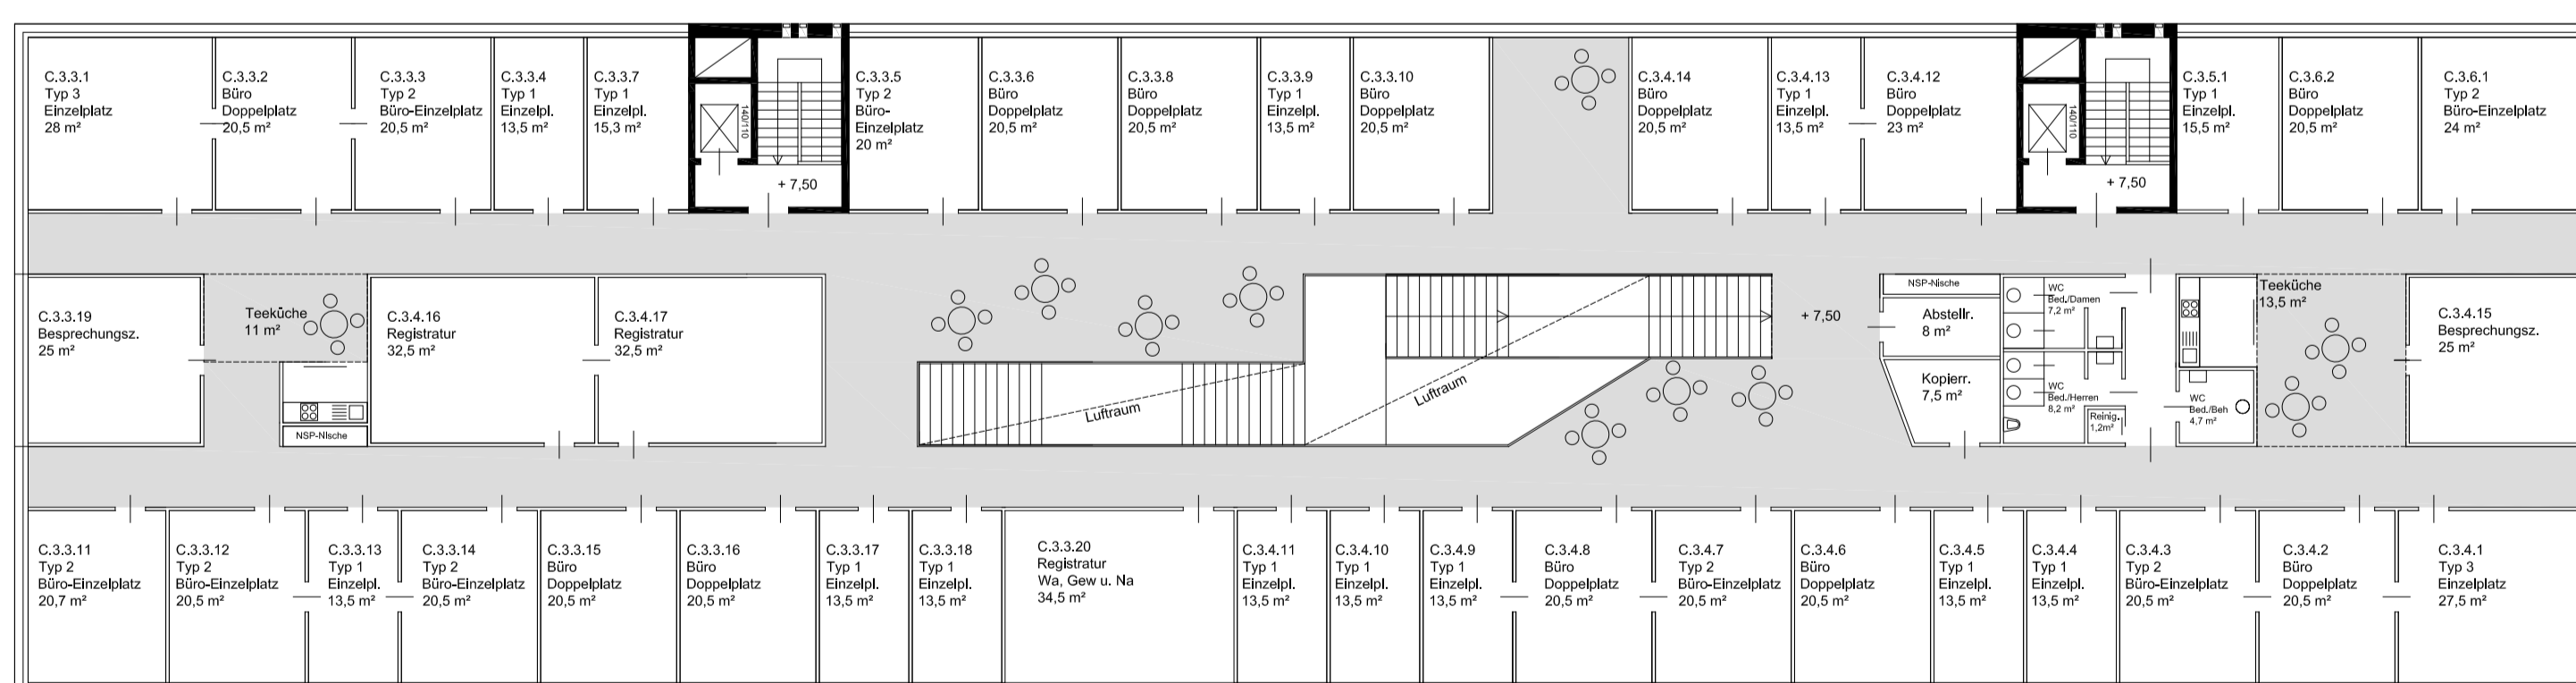 C.3.3.1
Typ 3
Einzelplatz
28 m²
C.3.3.2
Büro
Doppelplatz
20,5 m²
C.3.3.3
Typ 2
Büro-Einzelplatz
20,5 m²
C.3.3.4
Typ 1
Einzelpl.
13,5 m²
C.3.3.7
Typ 1
Einzelpl.
15,3 m²
140/110
+ 7,50
C.3.3.5
Typ 2
Büro-
Einzelplatz
20 m²
C.3.3.6
Büro
Doppelplatz
20,5 m²
C.3.3.8
Büro
Doppelplatz
20,5 m²
C.3.3.9
Typ 1
Einzelpl.
13,5 m²
C.3.3.10
Büro
Doppelplatz
20,5 m²
C.3.4.14
Büro
Doppelplatz
20,5 m²
C.3.4.13
Typ 1
Einzelpl.
13,5 m²
C.3.4.12
Büro
Doppelplatz
23 m²
140/110
+ 7,50
C.3.5.1
Typ 1
Einzelpl.
15,5 m²
C.3.6.2
Büro
Doppelplatz
20,5 m²
C.3.6.1
Typ 2
Büro-Einzelplatz
24 m²
C.3.3.19
Besprechungsz.
25 m²
Teeküche
11 m²
NSP-Nische
C.3.4.16
Registratur
32,5 m²
C.3.4.17
Registratur
32,5 m²
Luftraum
Luftraum
+ 7,50
NSP-Nische
Abstellr.
8 m²
Kopierr.
7,5 m²
WC
Bed./Damen
7,2 m²
WC
Bed./Herren
8,2 m²
Reinig.
1,2m²
WC
Bed./Beh
4,7 m²
Teeküche
13,5 m²
C.3.4.15
Besprechungsz.
25 m²
C.3.3.11
Typ 2
Büro-Einzelplatz
20,7 m²
C.3.3.12
Typ 2
Büro-Einzelplatz
20,5 m²
C.3.3.13
Typ 1
Einzelpl.
13,5 m²
C.3.3.14
Typ 2
Büro-Einzelplatz
20,5 m²
C.3.3.15
Büro
Doppelplatz
20,5 m²
C.3.3.16
Büro
Doppelplatz
20,5 m²
C.3.3.17
Typ 1
Einzelpl.
13,5 m²
C.3.3.18
Typ 1
Einzelpl.
13,5 m²
C.3.3.20
Registratur
Wa, Gew u. Na
34,5 m²
C.3.4.11
Typ 1
Einzelpl.
13,5 m²
C.3.4.10
Typ 1
Einzelpl.
13,5 m²
C.3.4.9
Typ 1
Einzelpl.
13,5 m²
C.3.4.8
Büro
Doppelplatz
20,5 m²
C.3.4.7
Typ 2
Büro-Einzelplatz
20,5 m²
C.3.4.6
Büro
Doppelplatz
20,5 m²
C.3.4.5
Typ 1
Einzelpl.
13,5 m²
C.3.4.4
Typ 1
Einzelpl.
13,5 m²
C.3.4.3
Typ 2
Büro-Einzelplatz
20,5 m²
C.3.4.2
Büro
Doppelplatz
20,5 m²
C.3.4.1
Typ 3
Einzelplatz
27,5 m²